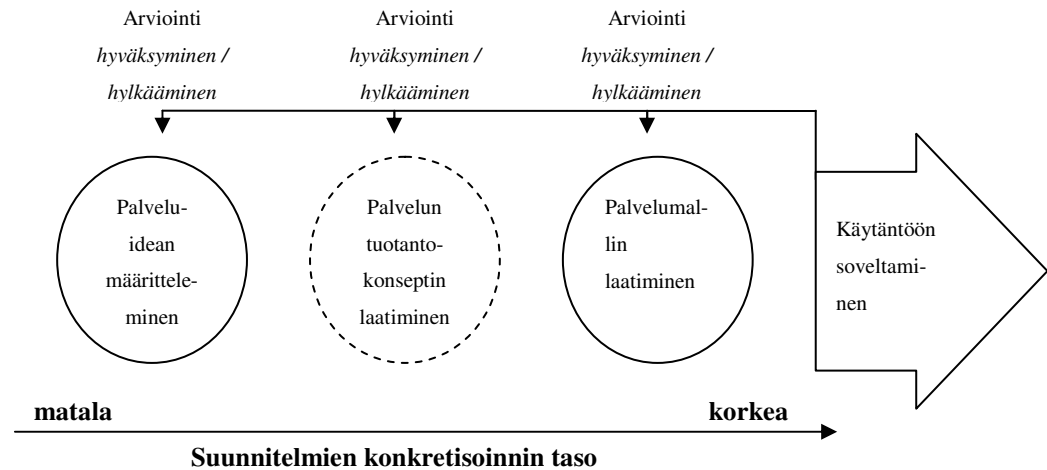 Arviointi
hyväksyminen /
hylkääminen
Arviointi
hyväksyminen /
hylkääminen
Arviointi
hyväksyminen /
hylkääminen
Palvelu-
idean
määrittele-
minen
Palvelun
tuotanto-
konseptin
laatiminen
Palvelumal-
lin
laatiminen
Käytäntöön
soveltami-
nen
matala
korkea
Suunnitelmien konkretisoinnin taso